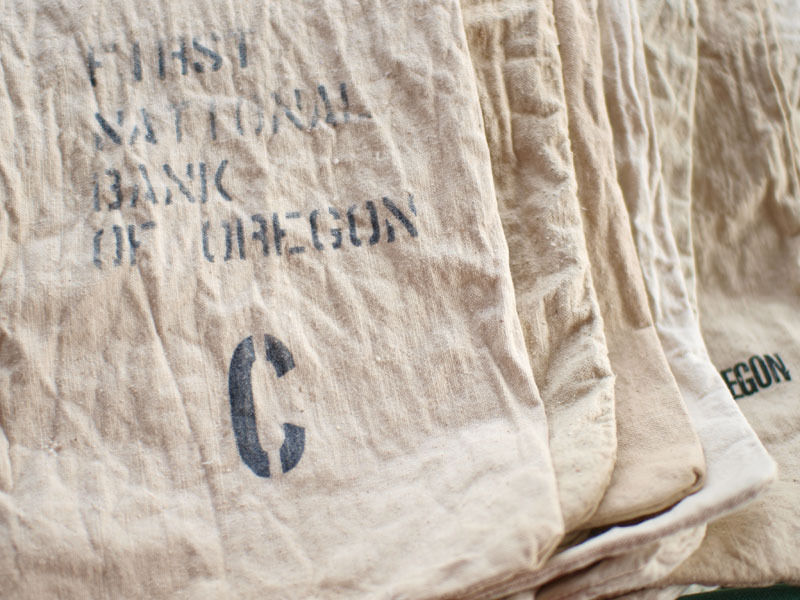 FIRST
NATIONAL
BANK
OF OREGON
C
EGON